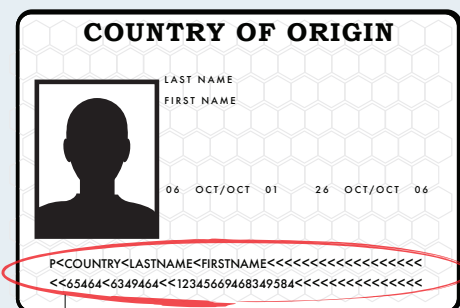 COUNTRY OF ORIGIN
LAST NAME
FIRST NAME
06 OCT/OCT 01 26 OCT/OCT 06
P<COUNTRY<LASTNAME<FIRSTNAME<<<<<<<<<<<<<<<<<<
<<65464<6349464<<12345669468349584<<<<<<<<<<<<<<<